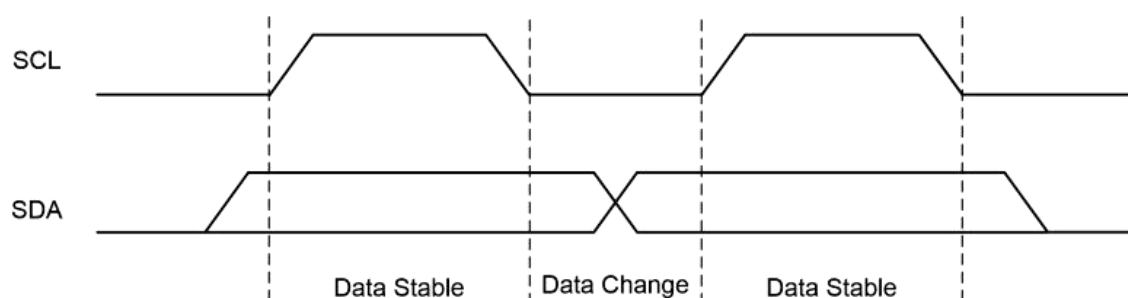 SCL
SDA
Data Stable
Data Change
Data Stable